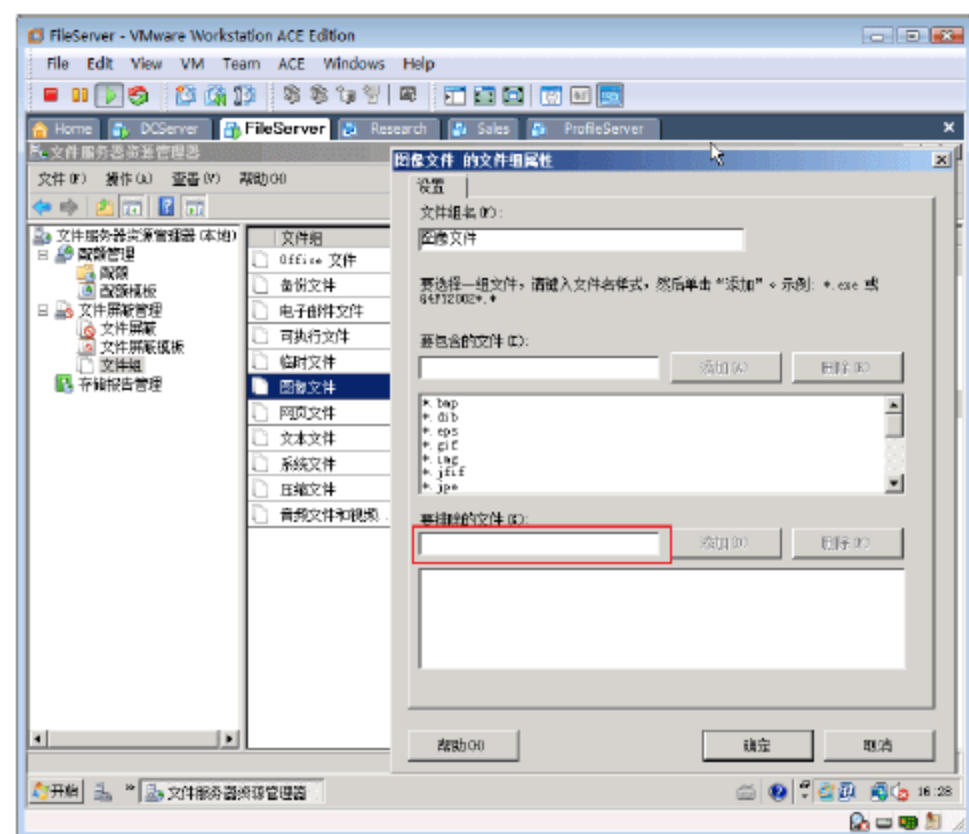 FileServer - VMware Workstation ACE Edition
File Edit View VM Team ACE Windows Help
Home DCServer FileServer Research Sales ProfileServer
文件服务器资源管理器
文件(F) 操作(A) 查看(V) 帮助(H)
文件服务器资源管理器(本地)
配额管理
配额
配额模板
文件屏蔽管理
文件屏蔽
文件屏蔽模板
文件组
存储报告管理
文件组
Office 文件
备份文件
电子邮件文件
可执行文件
临时文件
图像文件
网页文件
文本文件
系统文件
压缩文件
音频文件和视频..
图像文件 的文件组属性
设置
文件组名(F):
图像文件
要选择一组文件，请键入文件名样式，然后单击“添加”。示例: *.exe 或
要包含的文件(I):
添加(A) 删除(R)
*.bmp
*.dib
*.eps
*.gif
*.img
*.jfif
*.jpe
要排除的文件(E):
添加(D) 删除
帮助(H) 确定 取消
开始 » 文件服务器资源管理器 16:28